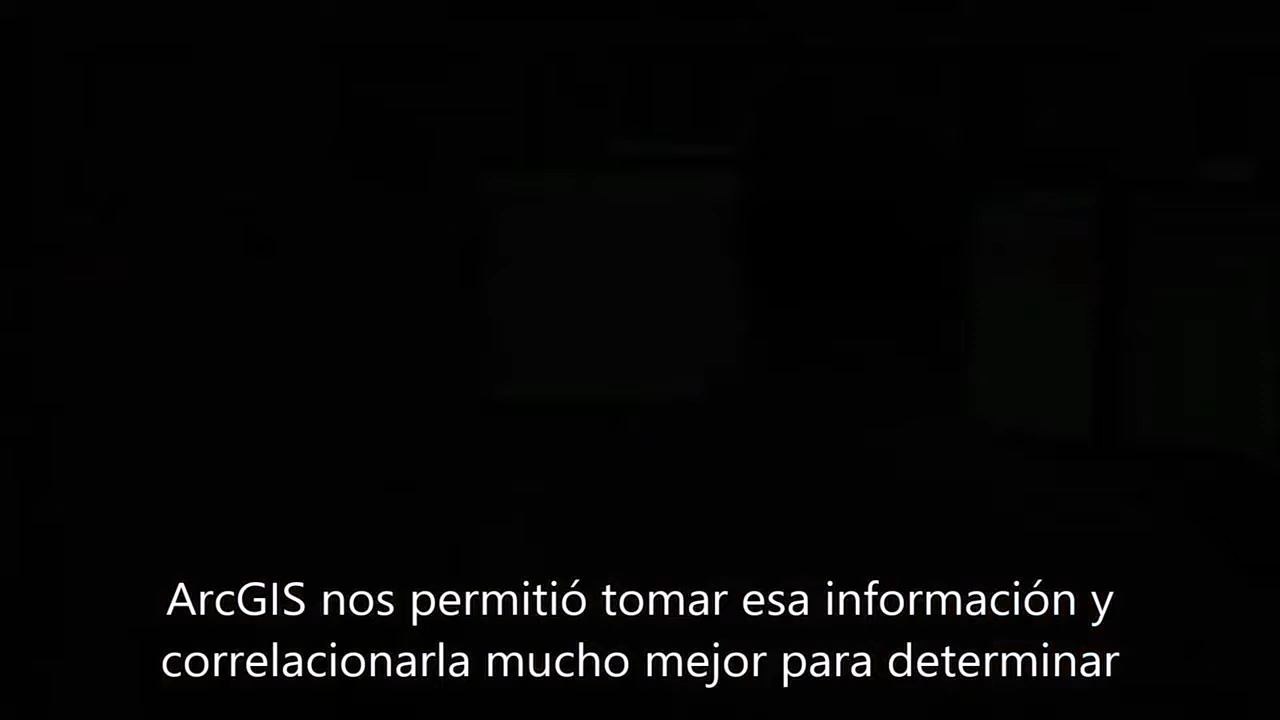 ArcGIS nos permitió tomar esa información y
correlacionarla mucho mejor para determinar